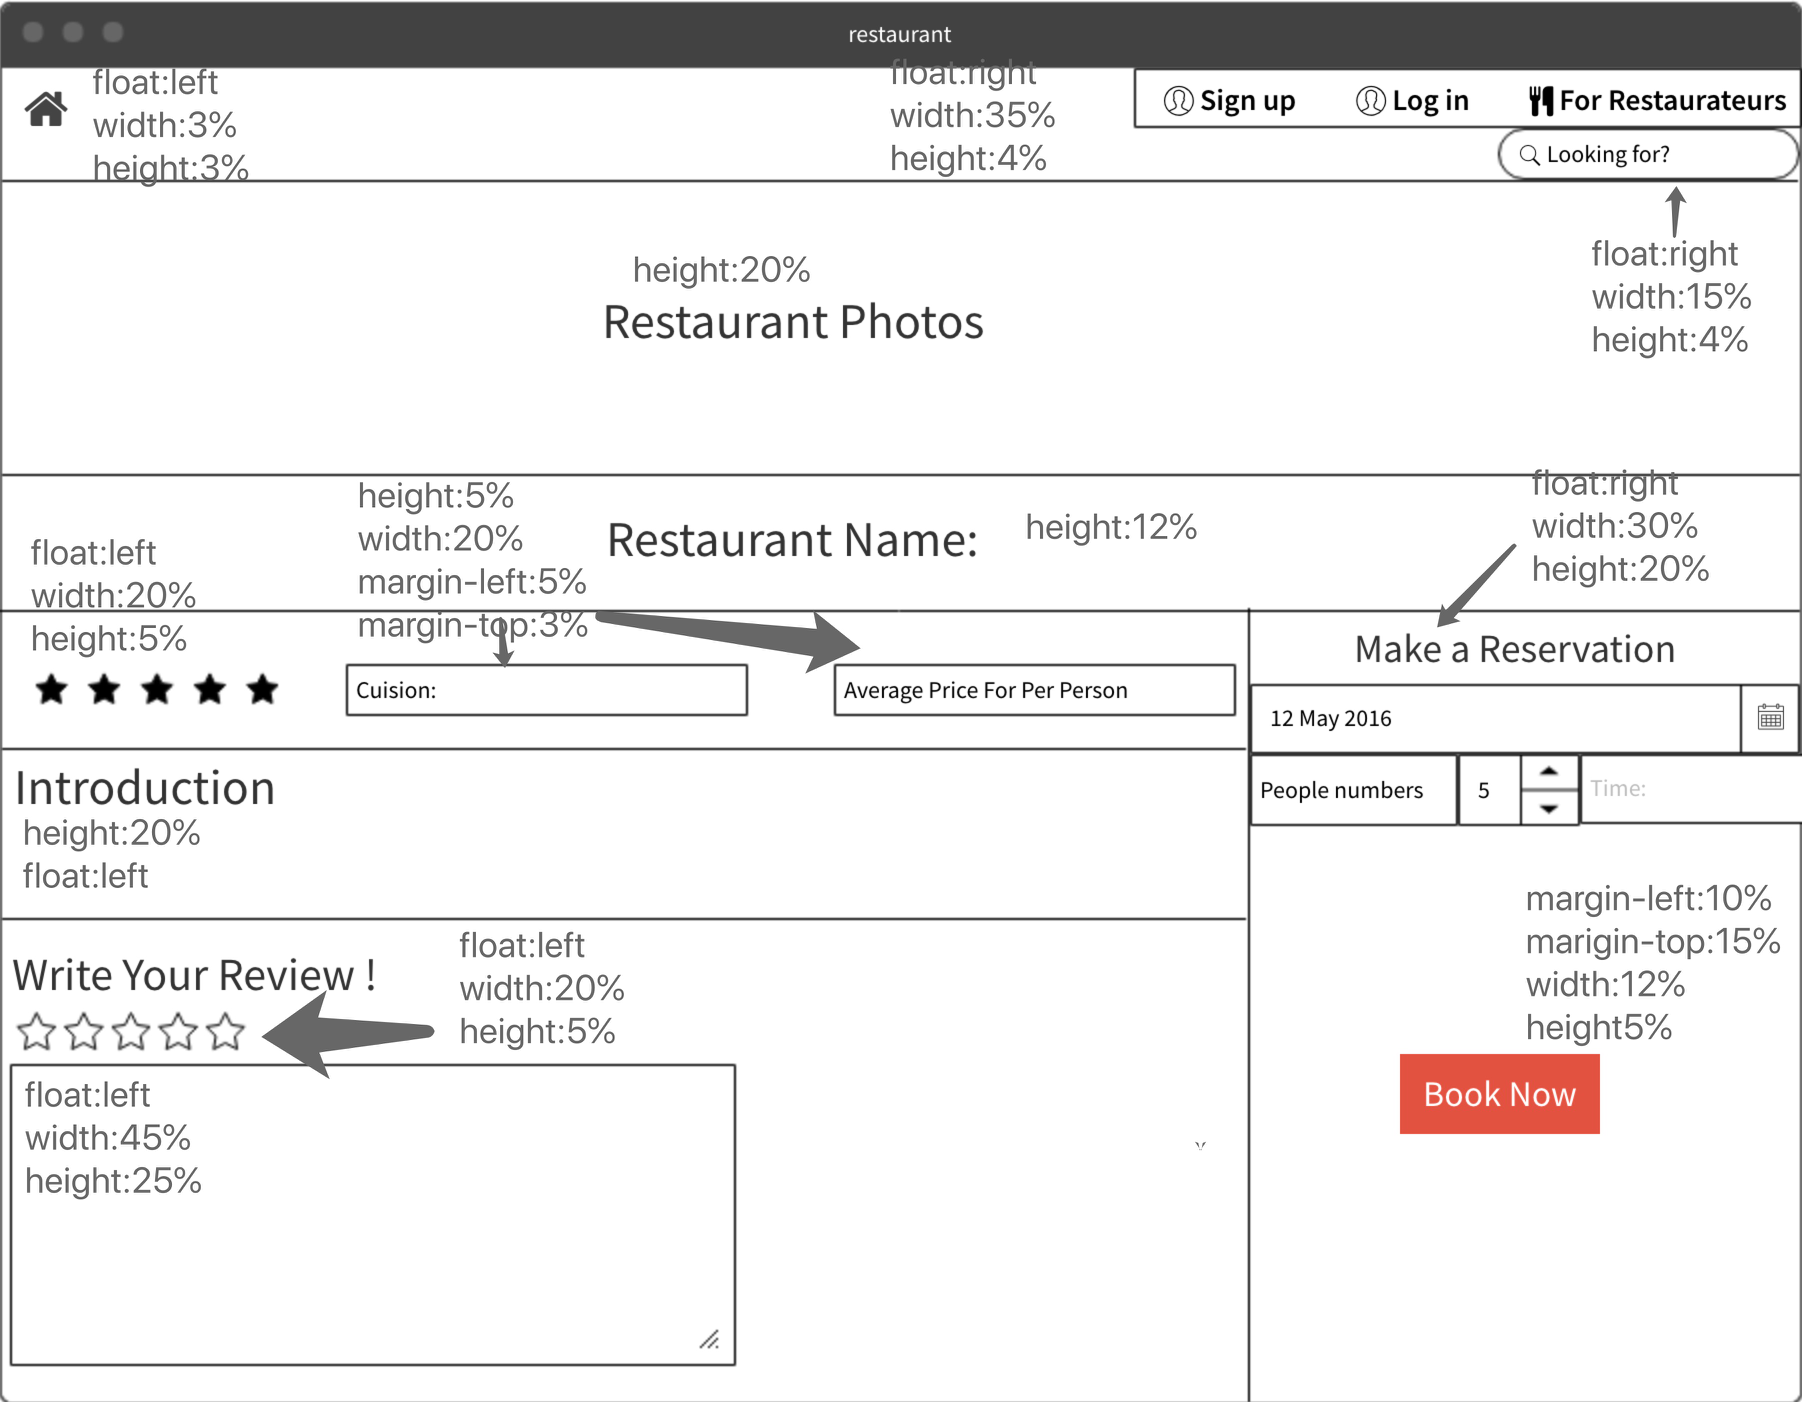 restaurant
float:left
width:3%
height:3%
float:right
width:35%
height:4%
Sign up
Log in
For Restaurateurs
Looking for?
float:right
width:15%
height:4%
height:20%
Restaurant Photos
float:left
width:20%
height:5%
height:5%
width:20%
margin-left:5%
margin-top:3%
Restaurant Name:
height:12%
float:right
width:30%
height:20%
Cuision:
Average Price For Per Person
Make a Reservation
12 May 2016
People numbers
5
Time:
Introduction
height:20%
float:left
Write Your Review !
float:left
width:20%
height:5%
float:left
width:45%
height:25%
margin-left:10%
marigin-top:15%
width:12%
height5%
Book Now